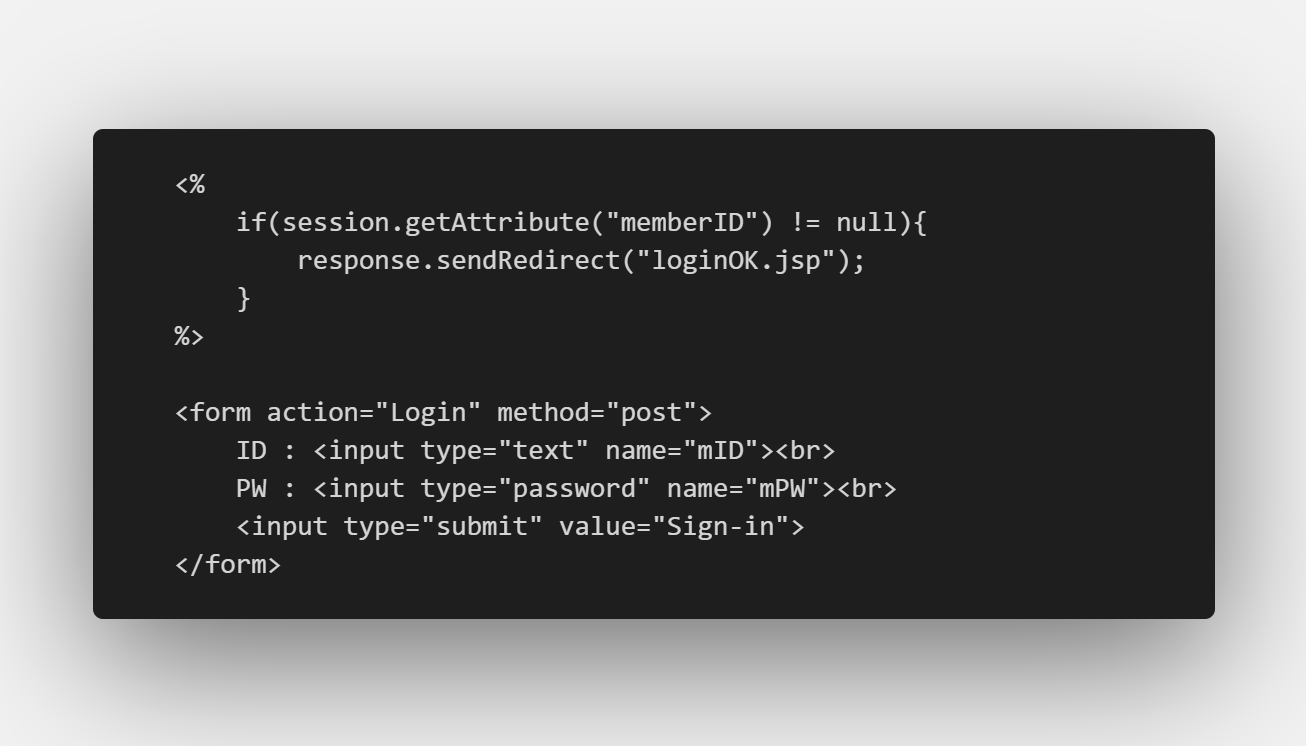 <%
    if(session.getAttribute("memberID") != null){
        response.sendRedirect("loginOK.jsp");
    }
%>

<form action="Login" method="post">
    ID : <input type="text" name="mID"><br>
    PW : <input type="password" name="mPW"><br>
    <input type="submit" value="Sign-in">
</form>